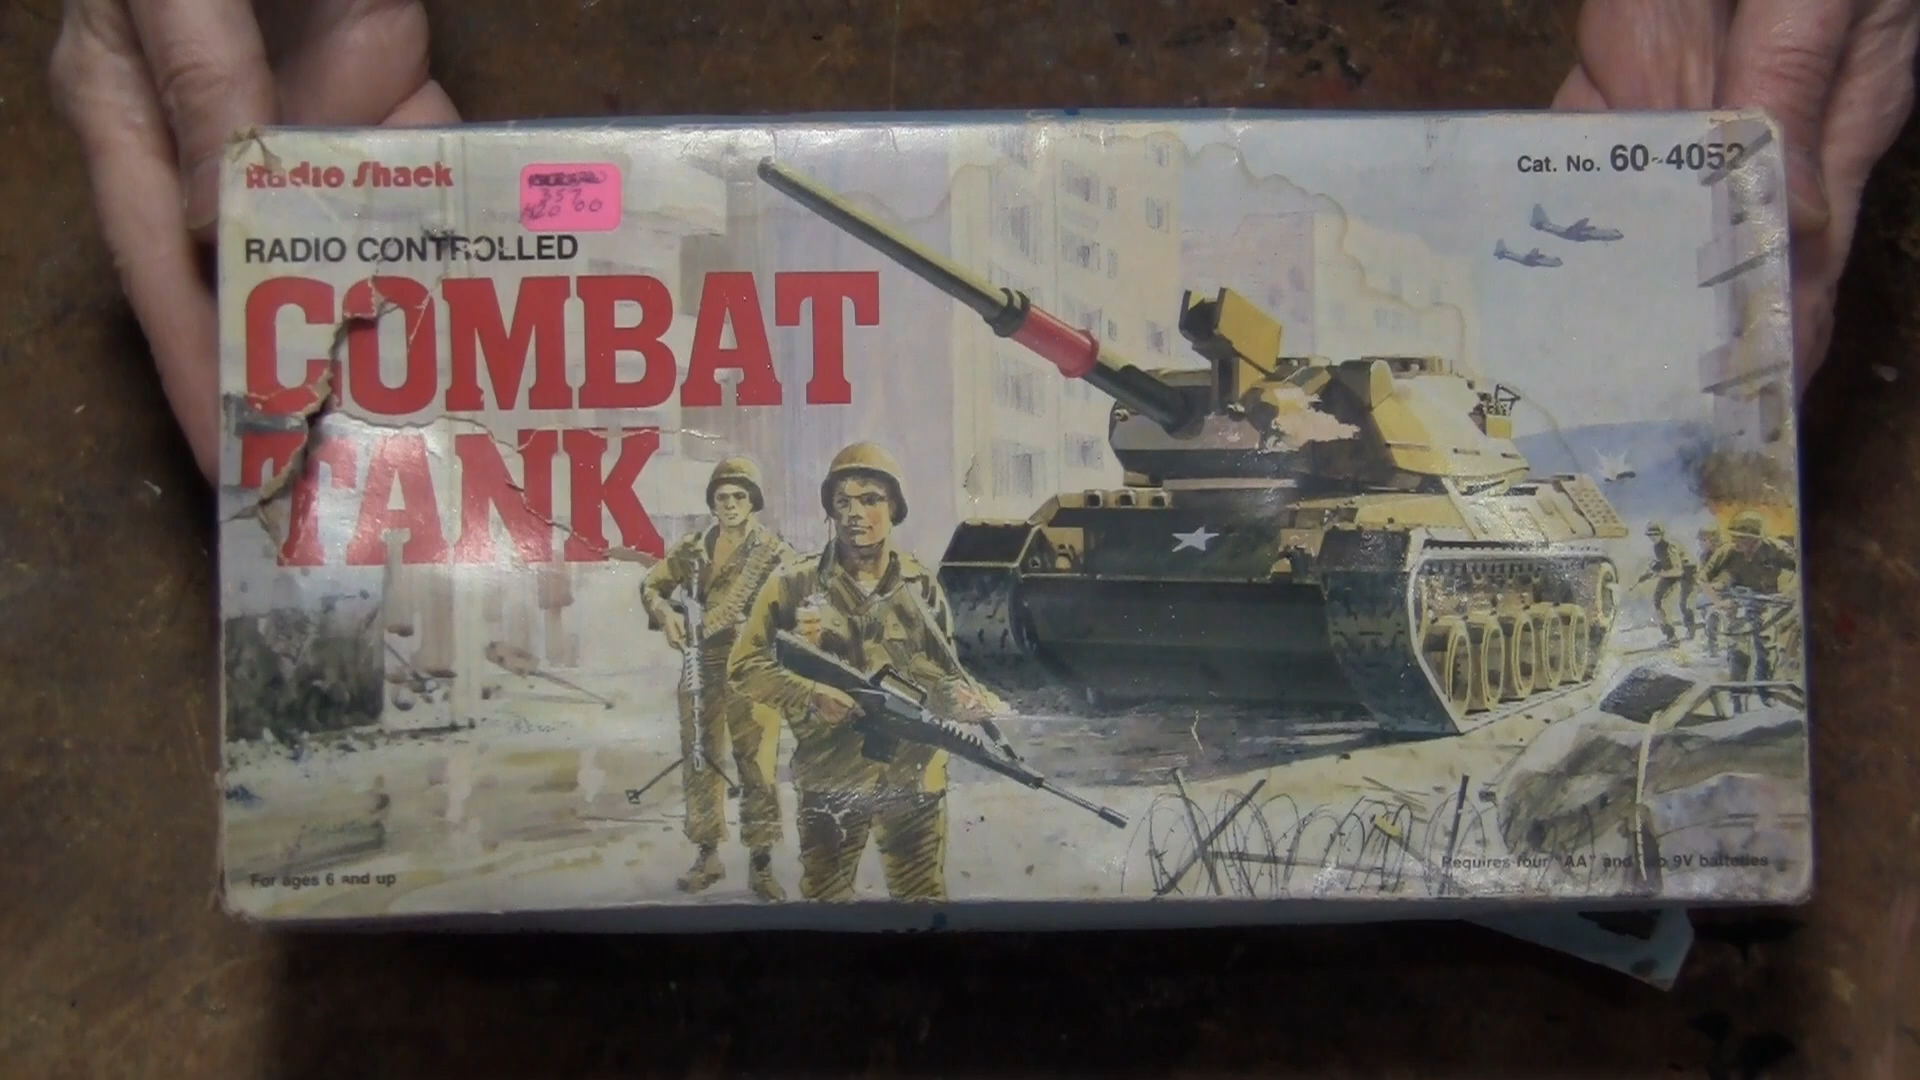 Radio Shack
RADIO CONTROLLED
COMBAT
TANK
Cat. No. 60-4052
For ages 6 and up
Requires four "AA" and two 9V batteries